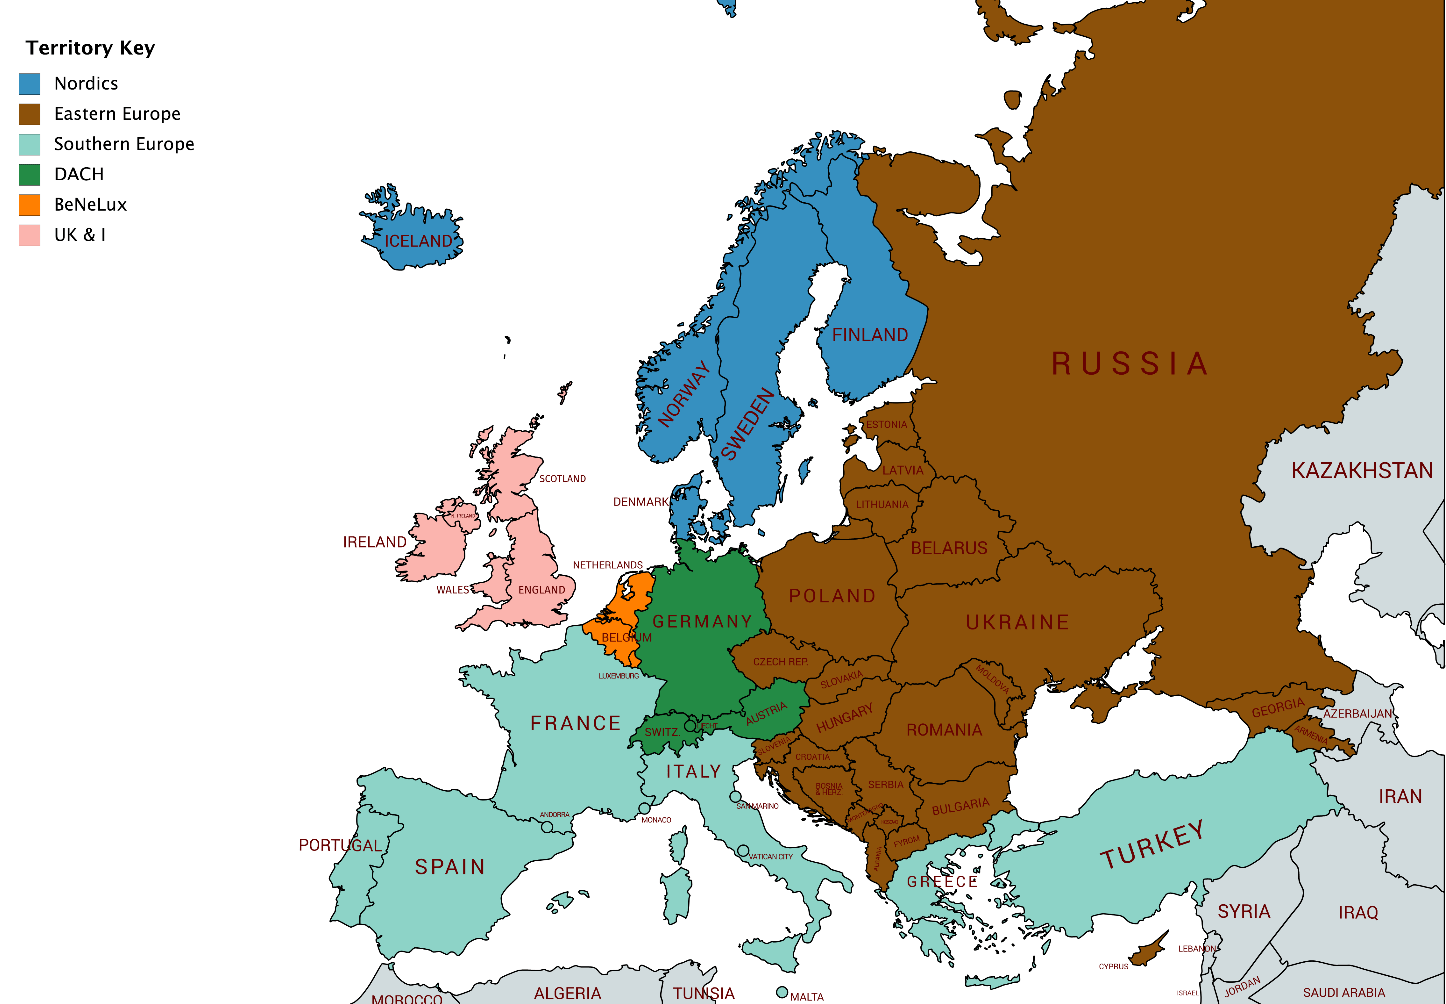 Territory Key
Nordics
Eastern Europe
Southern Europe
DACH
BeNeLux
UK & I
ICELAND
FINLAND
RUSSIA
NORWAY
SWEDEN
ESTONIA
LATVIA
KAZAKHSTAN
SCOTLAND
DENMARK
LITHUANIA
IRELAND
BELARUS
NETHERLANDS
WALES
ENGLAND
POLAND
GERMANY
UKRAINE
BELGIUM
CZECH REP.
LUXEMBURG
SLOVAKIA
MOLDOVA
FRANCE
SWITZ.
AUSTRIA
HUNGARY
ROMANIA
GEORGIA
AZERBAIJAN
ARMENIA
SLOVENIA
CROATIA
ITALY
BOSNIA
& HERZ.
SERBIA
BULGARIA
IRAN
SAN MARINO
ANDORRA
MONACO
PORTUGAL
SPAIN
VATICAN CITY
FYROM
ALBANIA
TURKEY
GREECE
SYRIA
IRAQ
LEBANON
CYPRUS
MOROCCO
ALGERIA
TUNISIA
MALTA
ISRAEL
JORDAN
SAUDI ARABIA